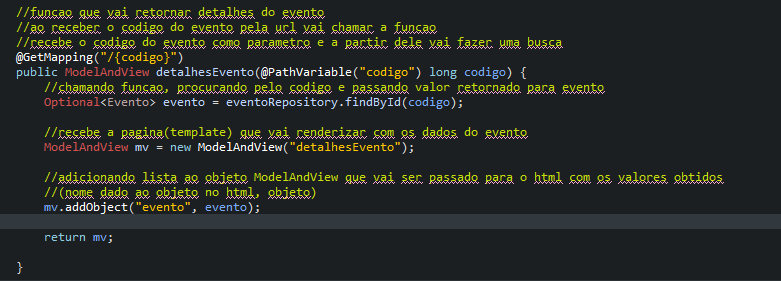 //funcao que vai retornar detalhes do evento
//ao receber o codigo do evento pela url vai chamar a funcao
//recebe o codigo do evento como parametro e a partir dele vai fazer uma busca
@GetMapping("/{codigo}")
public ModelAndView detalhesEvento(@PathVariable("codigo") long codigo) {
//chamando funcao, procurando pelo codigo e passando valor retornado para evento
Optional<Evento> evento = eventoRepository.findById(codigo);
//recebe a pagina(template) que vai renderizar com os dados do evento
ModelAndView mv = new ModelAndView("detalhesEvento");
//adicionando lista ao objeto ModelAndView que vai ser passado para o html com os valores obtidos
//(nome dado ao objeto no html, objeto)
mv.addObject("evento", evento);
return mv;
}